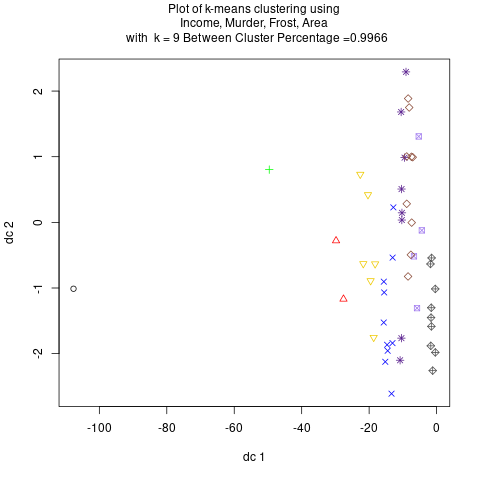 Plot of k-means clustering using
Income, Murder, Frost, Area
with k = 9 Between Cluster Percentage =0.9966
2
1
0
-1
-2
dc 2
-100
-80
-60
-40
-20
0
dc 1